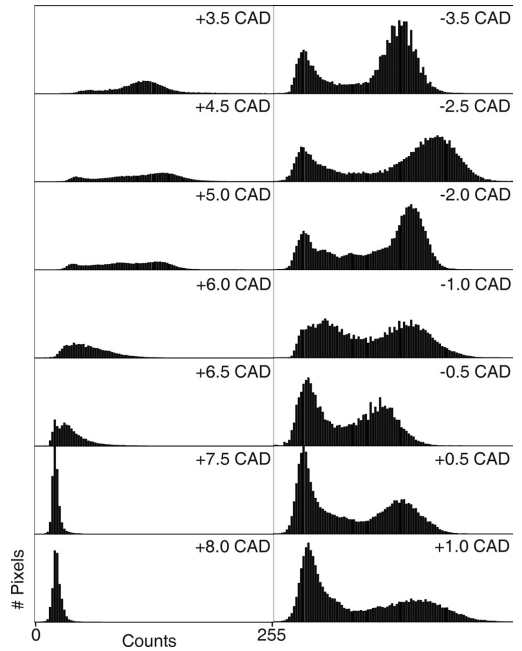 +3.5 CAD
-3.5 CAD
+4.5 CAD
-2.5 CAD
+5.0 CAD
-2.0 CAD
+6.0 CAD
-1.0 CAD
+6.5 CAD
-0.5 CAD
+7.5 CAD
+0.5 CAD
+8.0 CAD
+1.0 CAD
# Pixels
0
255
Counts